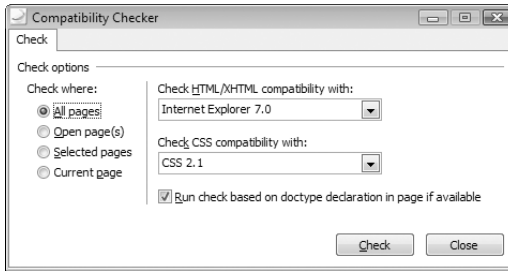 Compatibility Checker
Check
Check options
Check where:
All pages
Open page(s)
Selected pages
Current page
Check HTML/XHTML compatibility with:
Internet Explorer 7.0
Check CSS compatibility with:
CSS 2.1
Run check based on doctype declaration in page if available
Check
Close